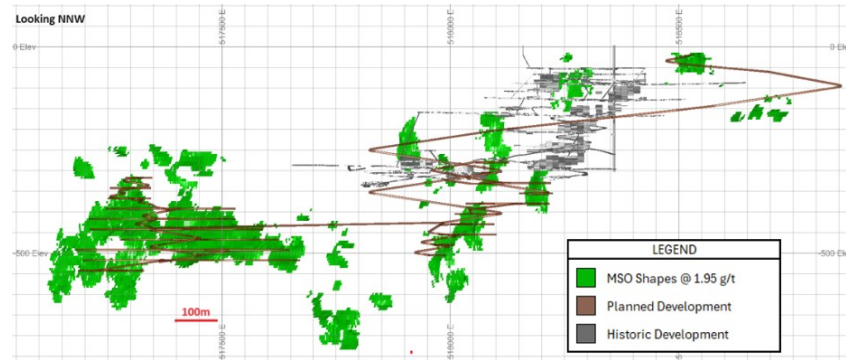 Looking NNW
517500 E
518000 E
518500 E
0 Elev
0 Elev
-500 Elev
-500 Elev
100m
LEGEND
MSO Shapes @ 1.95 g/t
Planned Development
Historic Development
517500 E
518000 E